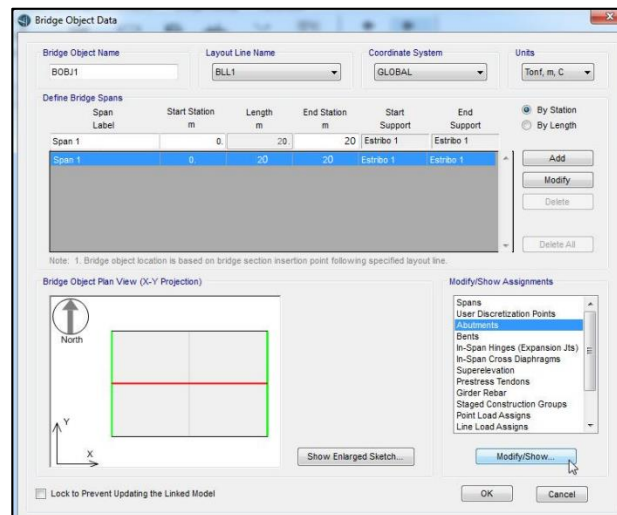 Bridge Object Data
Bridge Object Name
Layout Line Name
Coordinate System
Units
BOBJ1
BLL1
GLOBAL
Tonf, m, C
Define Bridge Spans
Span Label
Start Station m
Length m
End Station m
Start Support
End Support
By Station
By Length
Span 1 0. 20. 20 Estribo 1 Estribo 1
Span 1 0. 20 20 Estribo 1 Estribo 1
Add
Modify
Delete
Delete All
Note: 1. Bridge object location is based on bridge section insertion point following specified layout line.
Bridge Object Plan View (X-Y Projection)
North
Y
X
Show Enlarged Sketch...
Modify/Show Assignments
Spans
User Discretization Points
Abutments
Bents
In-Span Hinges (Expansion Jts)
In-Span Cross Diaphragms
Superelevation
Prestress Tendons
Girder Rebar
Staged Construction Groups
Point Load Assigns
Line Load Assigns
Modify/Show...
Lock to Prevent Updating the Linked Model
OK
Cancel